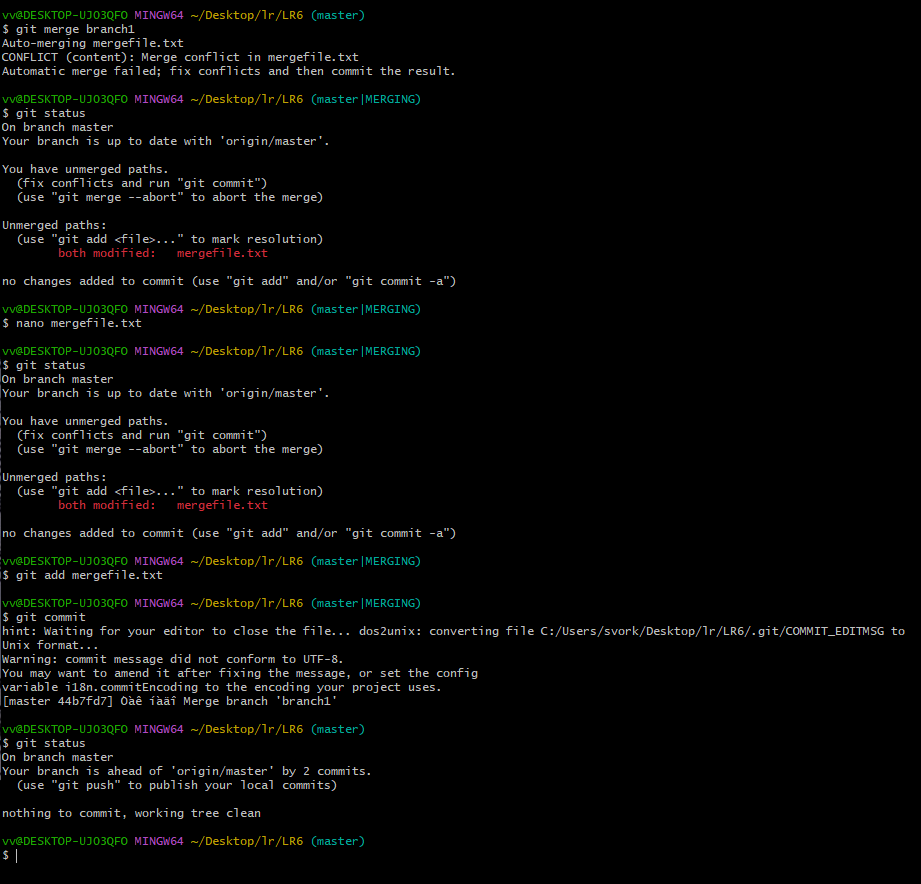 vv@DESKTOP-UJO3QFO MINGW64 ~/Desktop/lr/LR6 (master)
$ git merge branch1
Auto-merging mergefile.txt
CONFLICT (content): Merge conflict in mergefile.txt
Automatic merge failed; fix conflicts and then commit the result.
vv@DESKTOP-UJO3QFO MINGW64 ~/Desktop/lr/LR6 (master|MERGING)
$ git status
On branch master
Your branch is up to date with 'origin/master'.
You have unmerged paths.
(fix conflicts and run "git commit")
(use "git merge --abort" to abort the merge)
Unmerged paths:
(use "git add <file>..." to mark resolution)
both modified:   mergefile.txt
no changes added to commit (use "git add" and/or "git commit -a")
vv@DESKTOP-UJO3QFO MINGW64 ~/Desktop/lr/LR6 (master|MERGING)
$ nano mergefile.txt
vv@DESKTOP-UJO3QFO MINGW64 ~/Desktop/lr/LR6 (master|MERGING)
$ git status
On branch master
Your branch is up to date with 'origin/master'.
You have unmerged paths.
(fix conflicts and run "git commit")
(use "git merge --abort" to abort the merge)
Unmerged paths:
(use "git add <file>..." to mark resolution)
both modified:   mergefile.txt
no changes added to commit (use "git add" and/or "git commit -a")
vv@DESKTOP-UJO3QFO MINGW64 ~/Desktop/lr/LR6 (master|MERGING)
$ git add mergefile.txt
vv@DESKTOP-UJO3QFO MINGW64 ~/Desktop/lr/LR6 (master|MERGING)
$ git commit
hint: Waiting for your editor to close the file... dos2unix: converting file C:/Users/svork/Desktop/lr/LR6/.git/COMMIT_EDITMSG to
Unix format...
Warning: commit message did not conform to UTF-8.
You may want to amend it after fixing the message, or set the config
variable i18n.commitEncoding to the encoding your project uses.
[master 44b7fd7] Òàê íàäî Merge branch 'branch1'
vv@DESKTOP-UJO3QFO MINGW64 ~/Desktop/lr/LR6 (master)
$ git status
On branch master
Your branch is ahead of 'origin/master' by 2 commits.
(use "git push" to publish your local commits)
nothing to commit, working tree clean
vv@DESKTOP-UJO3QFO MINGW64 ~/Desktop/lr/LR6 (master)
$